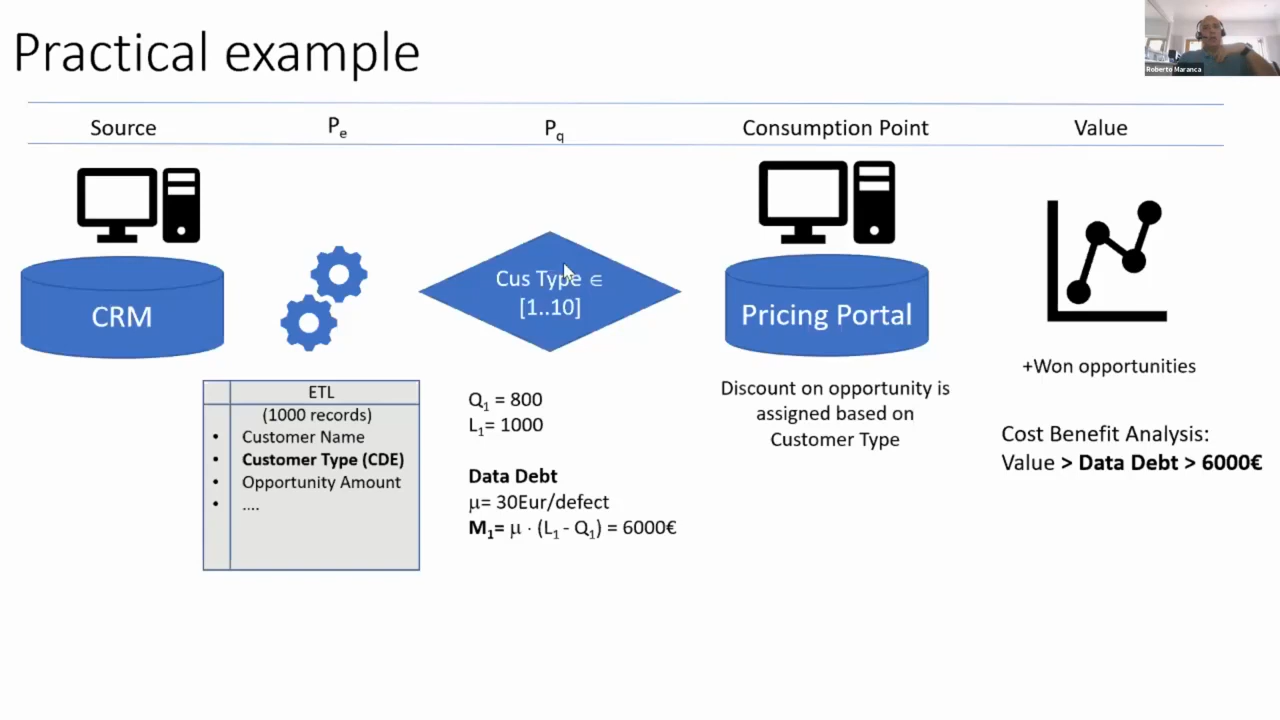 Practical example
Roberto Maranca
Source
Pe
Pq
Consumption Point
Value
CRM
Cus Type ∈
[1..10]
Pricing Portal
ETL
(1000 records)
• Customer Name
• Customer Type (CDE)
• Opportunity Amount
• ....
Q1 = 800
L1= 1000
Data Debt
μ= 30Eur/defect
M1= μ · (L1 - Q1) = 6000€
Discount on opportunity is
assigned based on
Customer Type
+Won opportunities
Cost Benefit Analysis:
Value > Data Debt > 6000€